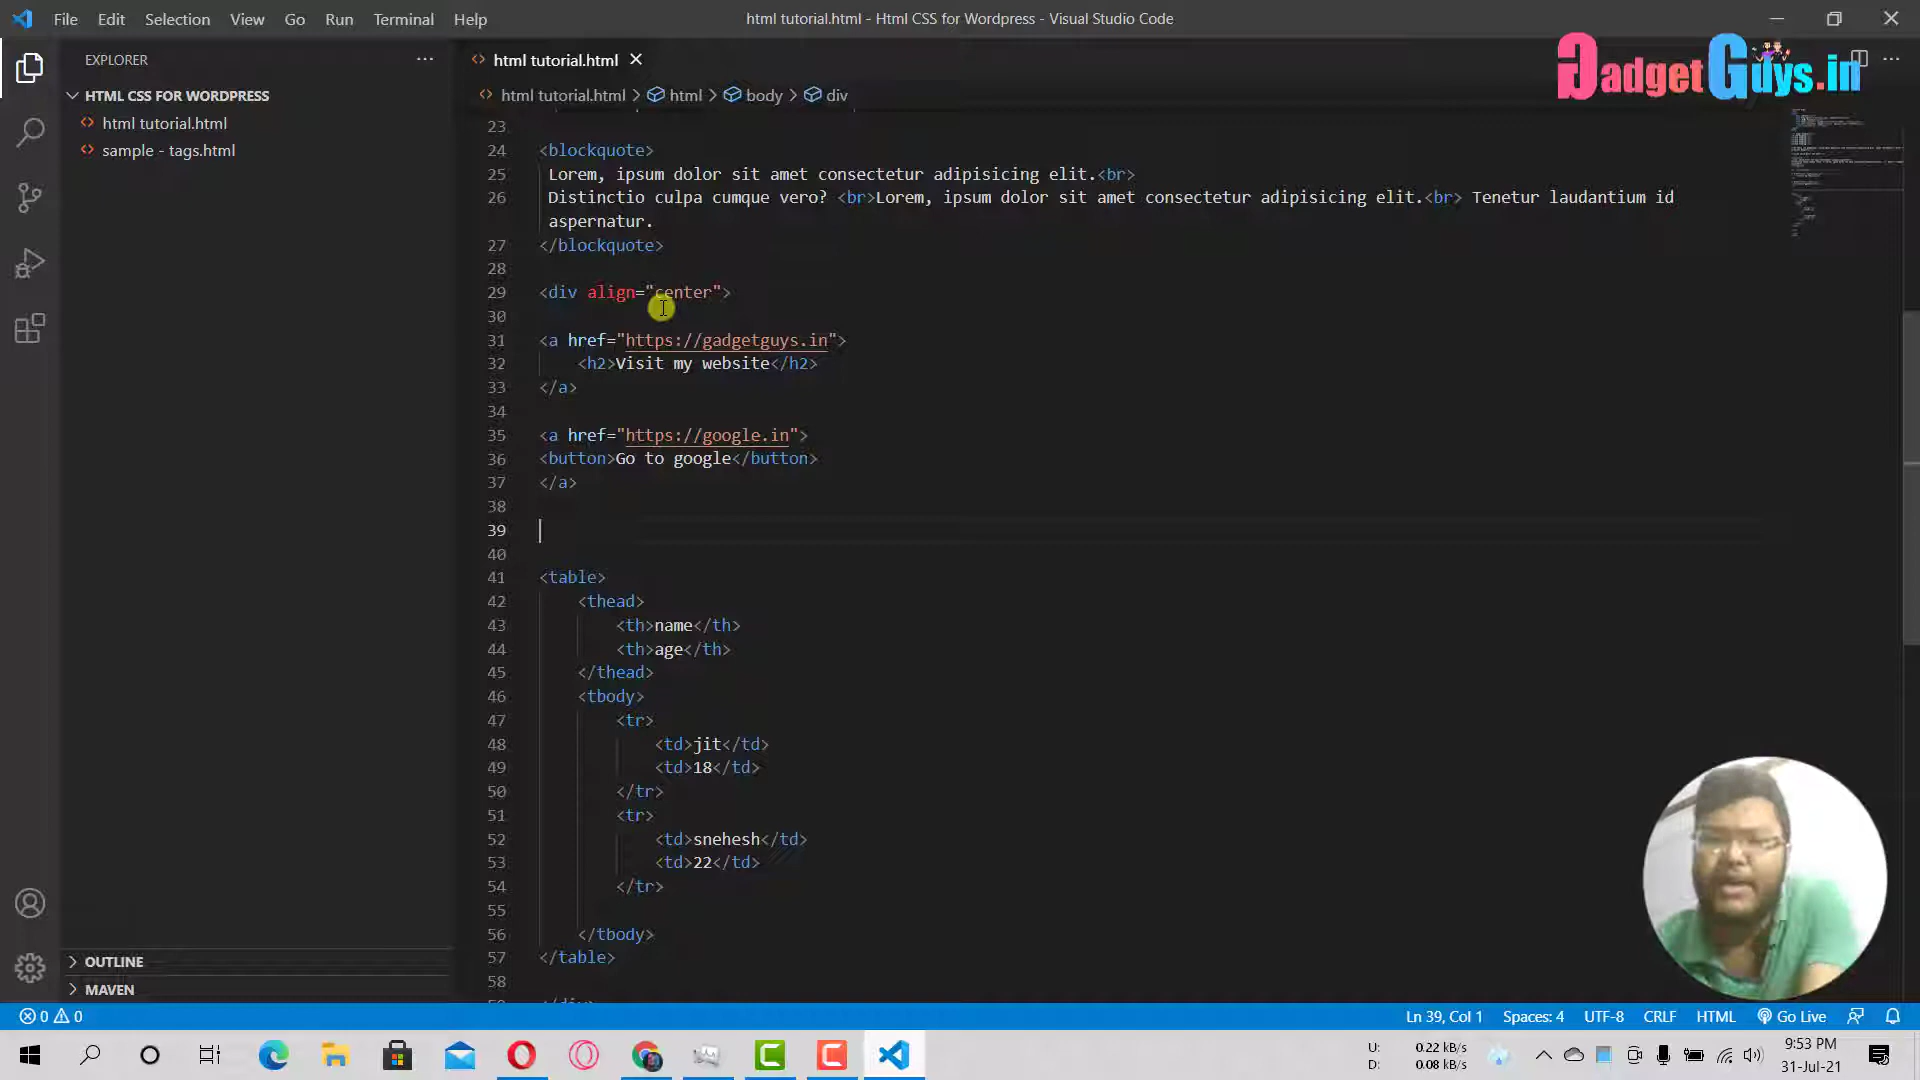 File Edit Selection View Go Run Terminal Help
html tutorial.html - Html CSS for Wordpress - Visual Studio Code
GadgetGuys.in
EXPLORER
HTML CSS FOR WORDPRESS
html tutorial.html
sample - tags.html
OUTLINE
MAVEN
html tutorial.html
html tutorial.html > html > body > div
23
24 <blockquote>
25 Lorem, ipsum dolor sit amet consectetur adipisicing elit.<br>
26 Distinctio culpa cumque vero? <br>Lorem, ipsum dolor sit amet consectetur adipisicing elit.<br> Tenetur laudantium id
aspernatur.
27 </blockquote>
28
29 <div align="center">
30
31 <a href="https://gadgetguys.in">
32 <h2>Visit my website</h2>
33 </a>
34
35 <a href="https://google.in">
36 <button>Go to google</button>
37 </a>
38
39
40
41 <table>
42 <thead>
43 <th>name</th>
44 <th>age</th>
45 </thead>
46 <tbody>
47 <tr>
48 <td>jit</td>
49 <td>18</td>
50 </tr>
51 <tr>
52 <td>snehesh</td>
53 <td>22</td>
54 </tr>
55
56 </tbody>
57 </table>
58
0 0
Ln 39, Col 1 Spaces: 4 UTF-8 CRLF HTML Go Live
U: 0.22 kB/s
D: 0.08 kB/s
9:53 PM
31-Jul-21